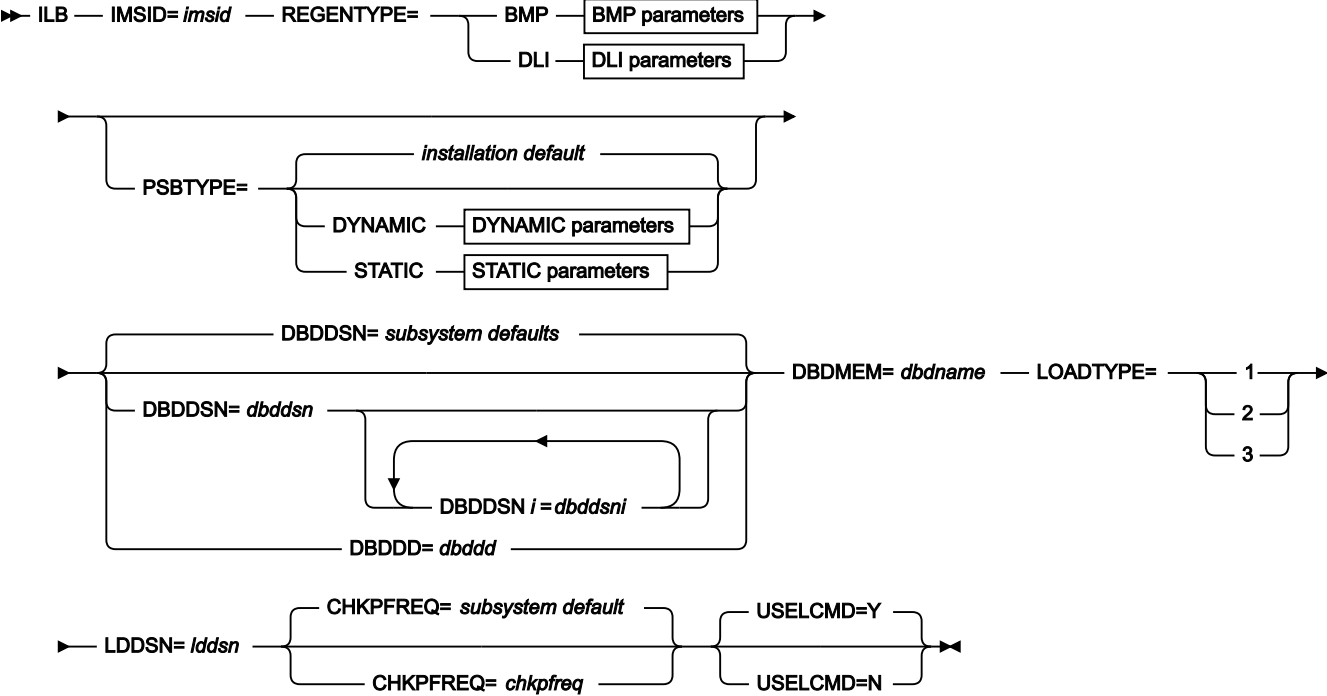 ILB IMSID= imsid REGENTYPE= BMP BMP parameters
DLI DLI parameters
installation default
PSBTYPE=
DYNAMIC DYNAMIC parameters
STATIC STATIC parameters
DBDDSN= subsystem defaults
DBDMEM= dbdname LOADTYPE= 1
DBDDSN= dbddsn 2
3
DBDDSN i =dbddsni
DBDDD= dbddd
CHKPFREQ= subsystem default USELCMD=Y
LDDSN= lddsn
CHKPFREQ= chkpfreq USELCMD=N